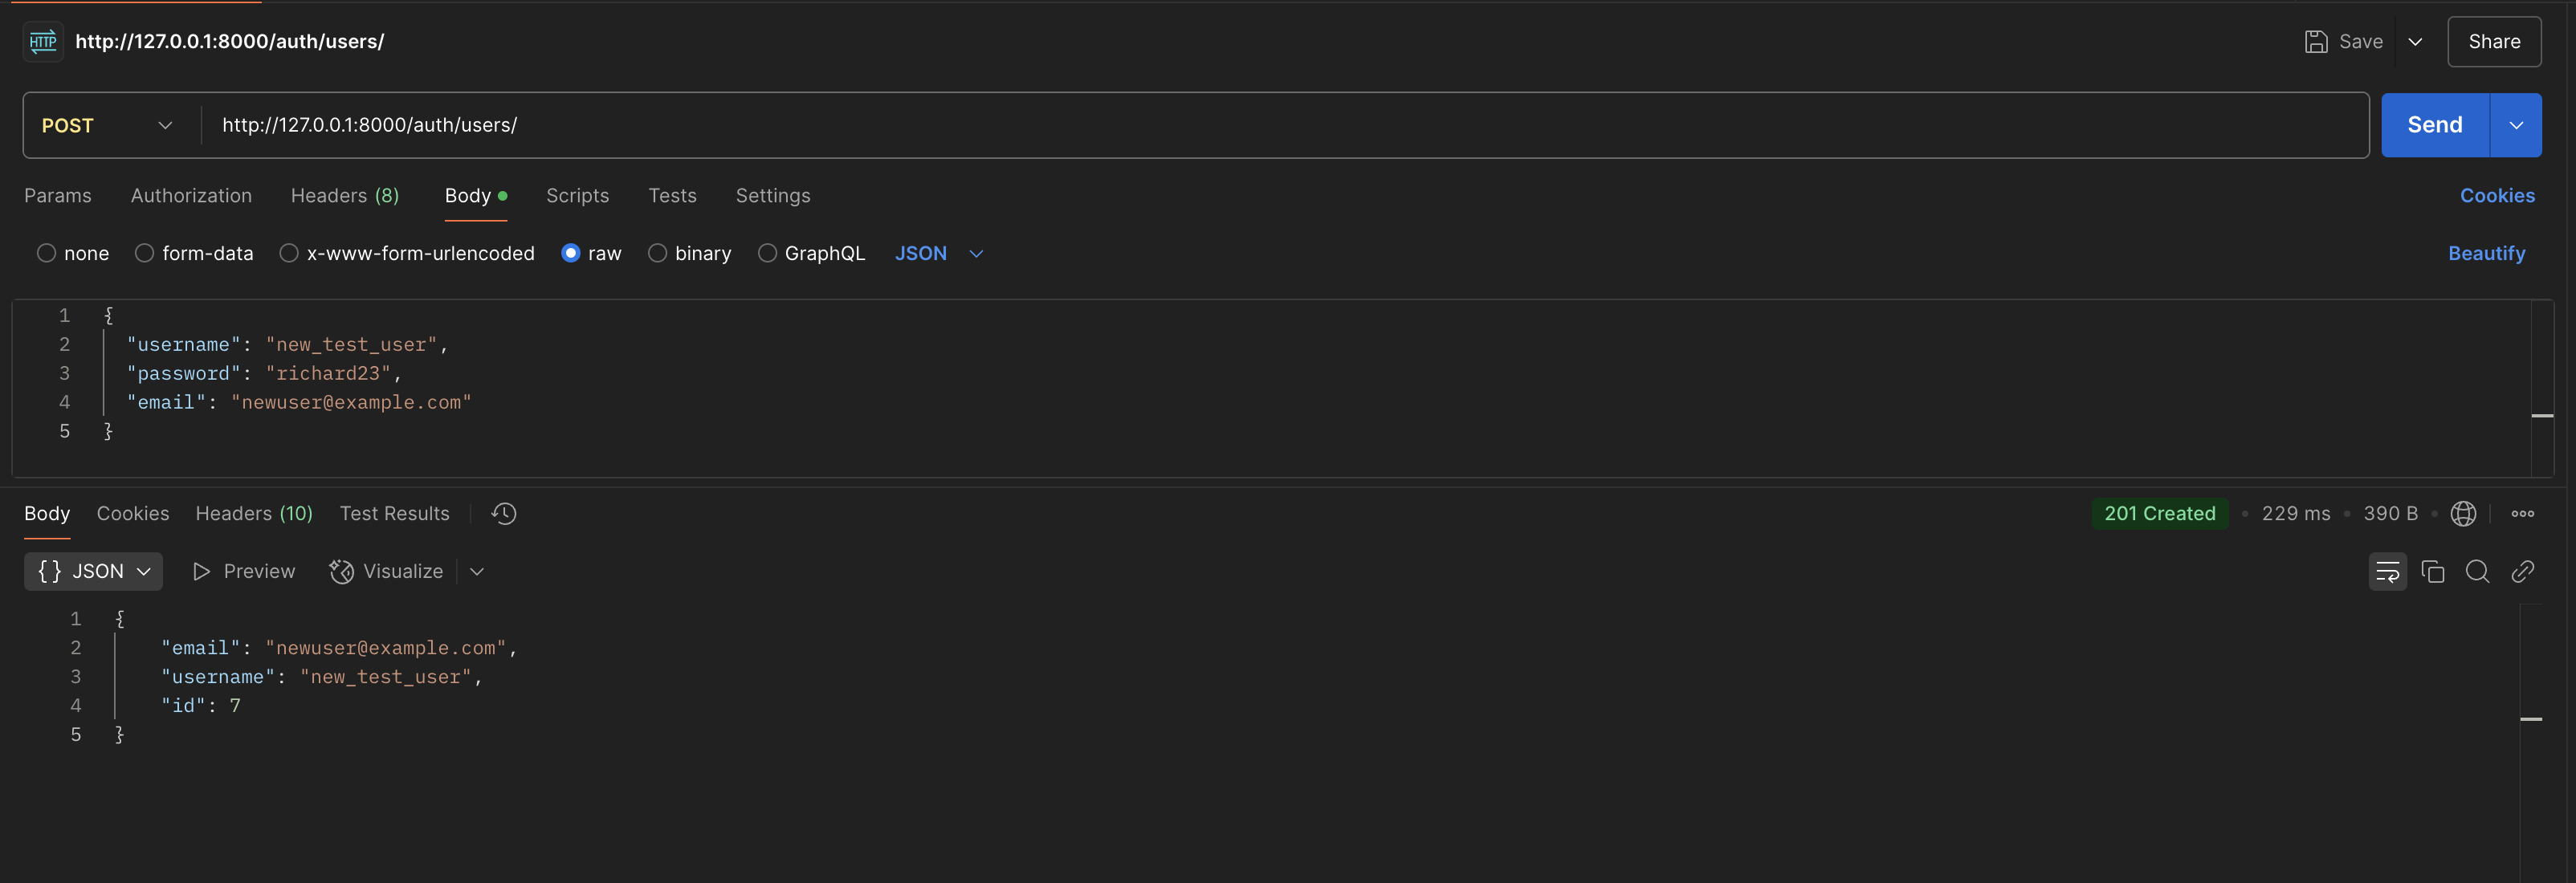 HTTP http://127.0.0.1:8000/auth/users/ Save Share
POST http://127.0.0.1:8000/auth/users/ Send
Params Authorization Headers (8) Body Scripts Tests Settings Cookies
none form-data x-www-form-urlencoded raw binary GraphQL JSON Beautify
1 {
2 "username": "new_test_user",
3 "password": "richard23",
4 "email": "newuser@example.com"
5 }
Body Cookies Headers (10) Test Results 201 Created • 229 ms • 390 B •
{} JSON Preview Visualize
1 {
2 "email": "newuser@example.com",
3 "username": "new_test_user",
4 "id": 7
5 }